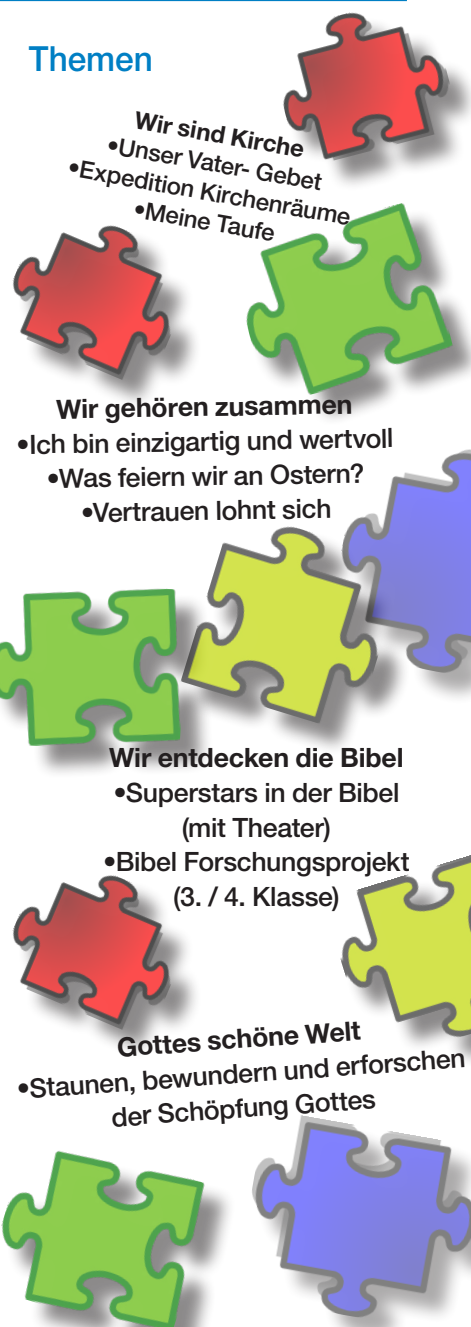 Themen
Wir sind Kirche
•Unser Vater- Gebet
•Expedition Kirchenräume
•Meine Taufe
Wir gehören zusammen
•Ich bin einzigartig und wertvoll
•Was feiern wir an Ostern?
•Vertrauen lohnt sich
Wir entdecken die Bibel
•Superstars in der Bibel
(mit Theater)
•Bibel Forschungsprojekt
(3. / 4. Klasse)
Gottes schöne Welt
•Staunen, bewundern und erforschen
der Schöpfung Gottes